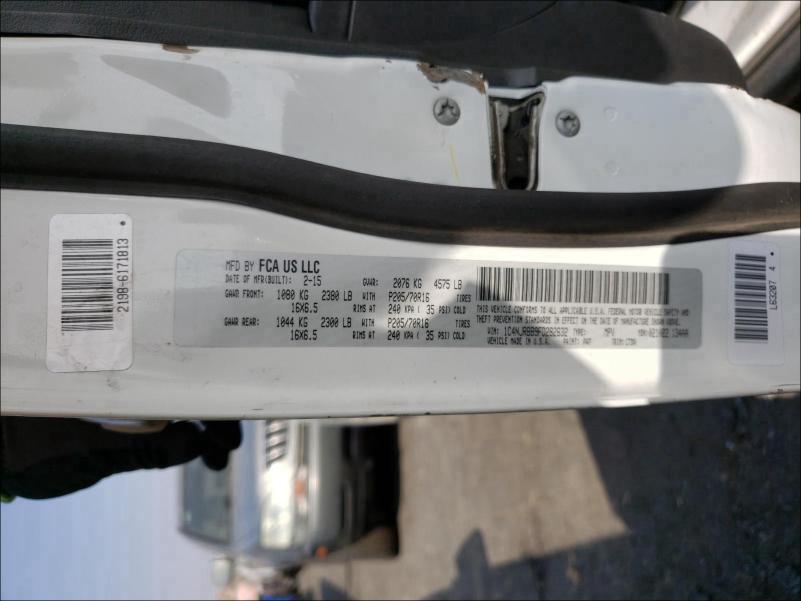 2198-6171813
MFD BY FCA US LLC
DATE OF MFR(BUILT): 2-15 GVWR: 2076 KG 4575 LB
GAWR FRONT: 1080 KG 2380 LB WITH P205/70R16 TIRES
16X6.5 RIMS AT 240 KPA ( 35 PSI) COLD
GAWR REAR: 1044 KG 2300 LB WITH P205/70R16 TIRES
16X6.5 RIMS AT 240 KPA ( 35 PSI) COLD
THIS VEHICLE CONFORMS TO ALL APPLICABLE U.S.A. FEDERAL MOTOR VEHICLE SAFETY AND
THEFT PREVENTION STANDARDS IN EFFECT ON THE DATE OF MANUFACTURE SHOWN ABOVE.
VIN: TYPE: MPV
VEHICLE MADE IN U.S.A. PAINT: PW7 TRIM:
L63207 4